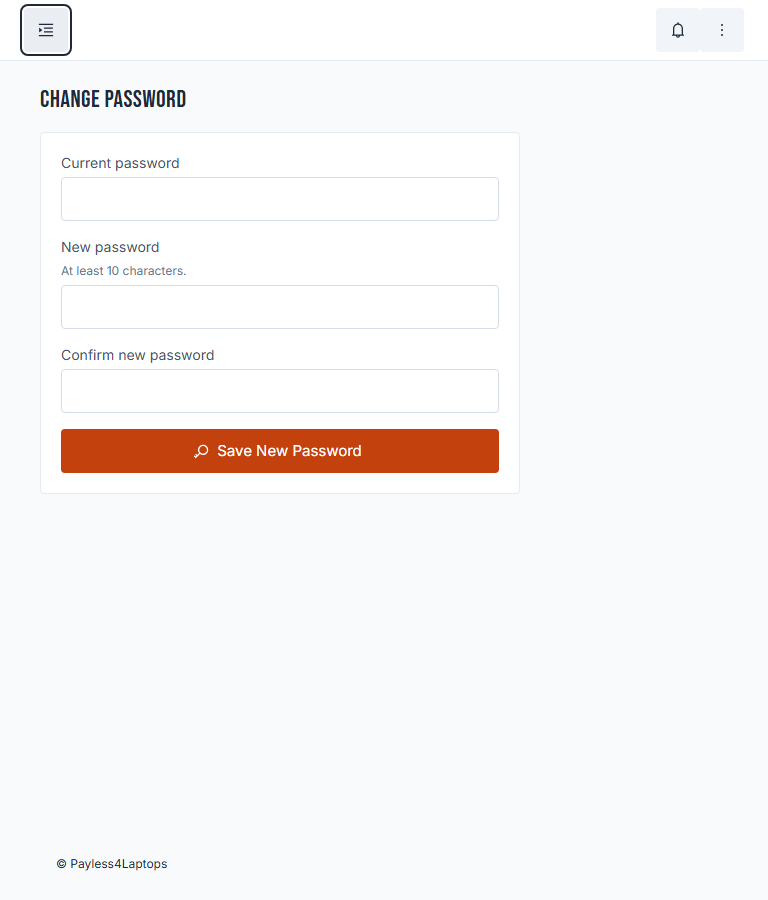 CHANGE PASSWORD
Current password
New password
At least 10 characters.
Confirm new password
Save New Password
© Payless4Laptops